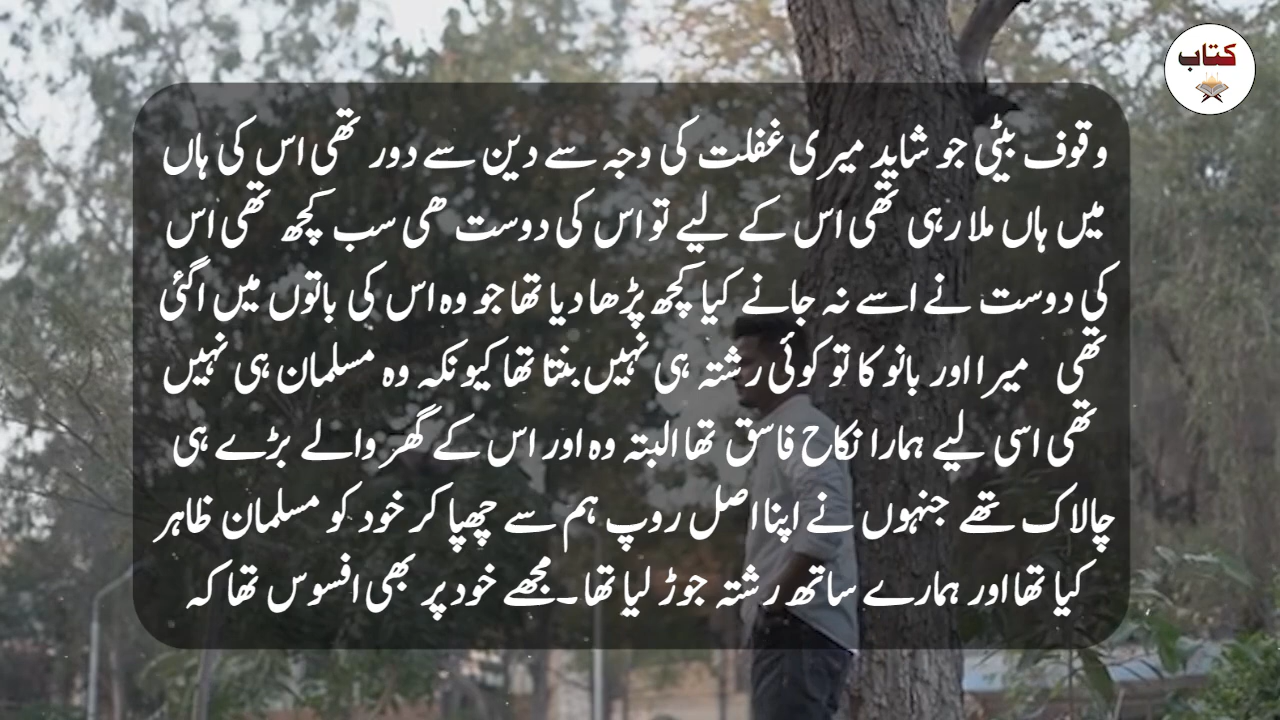 کتاب
وقوف بیٹی جو شاید میری غفلت کی وجہ سے دین سے دور تھی اس کی ہاں
میں ہاں ملا رہی تھی اس کے لیے تو اس کی دوست ھی سب کچھ تھی اس
کی دوست نے اسے نہ جانے کیا کچھ پڑھا دیا تھا جو وہ اس کی باتوں میں اگئی
تھی میرا اور بانو کا تو کوئی رشتہ ہی نہیں بنتا تھا کیونکہ وہ مسلمان ہی نہیں
تھی اسی لیے ہمارا نکاح فاسق تھا البتہ وہ اور اس کے گھر والے بڑے ہی
چالاک تھے جنہوں نے اپنا اصل روپ ہم سے چھپا کر خود کو مسلمان ظاہر
کیا تھا اور ہمارے ساتھ رشتہ جوڑ لیا تھا۔مجھے خود پر بھی افسوس تھا کہ